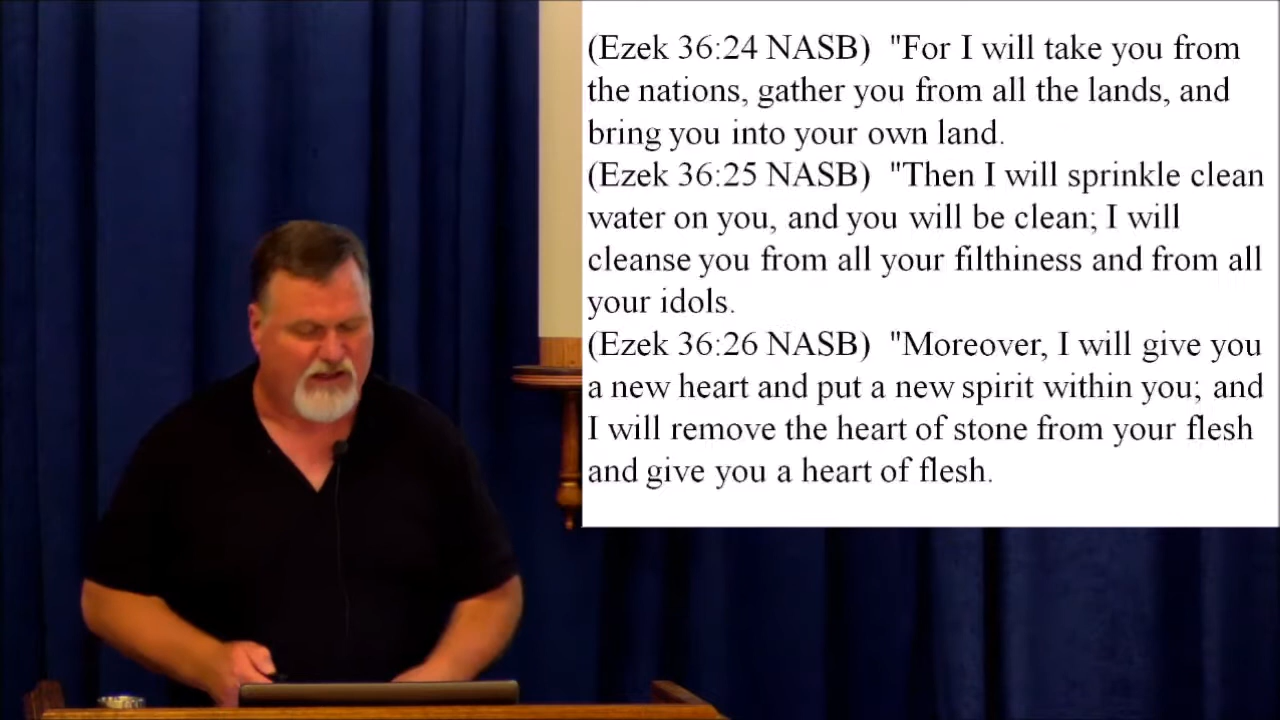 (Ezek 36:24 NASB)  "For I will take you from
the nations, gather you from all the lands, and
bring you into your own land.
(Ezek 36:25 NASB)  "Then I will sprinkle clean
water on you, and you will be clean; I will
cleanse you from all your filthiness and from all
your idols.
(Ezek 36:26 NASB)  "Moreover, I will give you
a new heart and put a new spirit within you; and
I will remove the heart of stone from your flesh
and give you a heart of flesh.